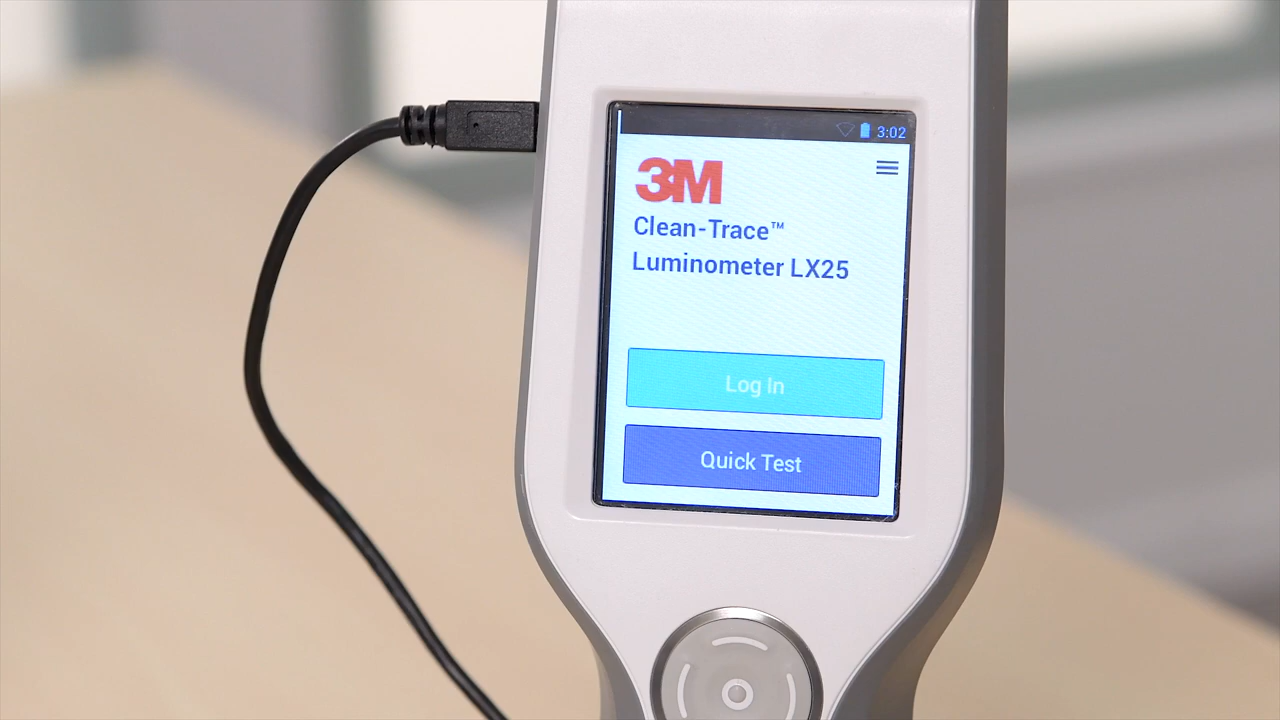 3:02
3M
Clean-Trace™
Luminometer LX25
Log In
Quick Test